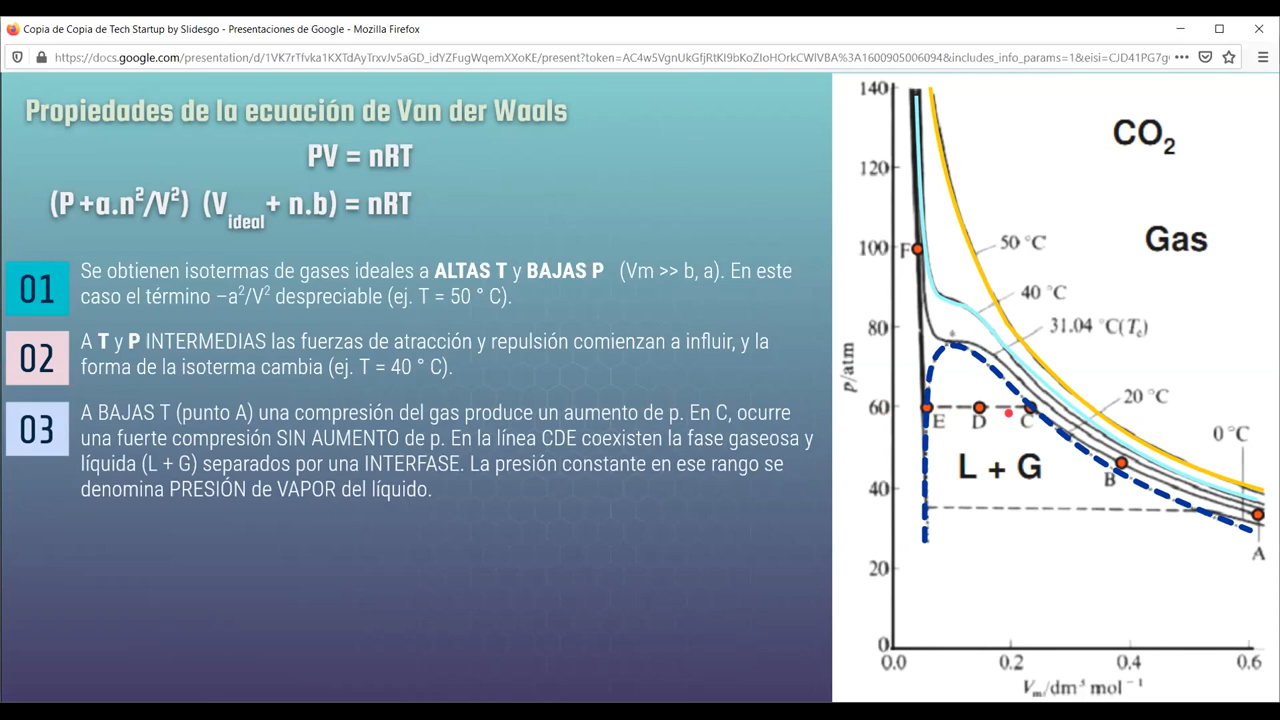 Copia de Copia de Tech Startup by Slidesgo - Presentaciones de Google - Mozilla Firefox
https://docs.google.com/presentation/d/1VK7rTfvka1KXTdAyTrxvJv5aGD_idYZFugWqemXXoKE/present?token=AC4w5VgnUkGfjRtKI9bKoZIoHOrkCWlVBA%3A1600905006094&includes_info_params=1&eisi=CJD41PG7g
Propiedades de la ecuación de Van der Waals
PV = nRT
(P +a.n²/V²) (Videal + n.b) = nRT
01
Se obtienen isotermas de gases ideales a ALTAS T y BAJAS P (Vm >> b, a). En este
caso el término –a²/V² despreciable (ej. T = 50 ° C).
02
A T y P INTERMEDIAS las fuerzas de atracción y repulsión comienzan a influir, y la
forma de la isoterma cambia (ej. T = 40 ° C).
03
A BAJAS T (punto A) una compresión del gas produce un aumento de p. En C, ocurre
una fuerte compresión SIN AUMENTO de p. En la línea CDE coexisten la fase gaseosa y
líquida (L + G) separados por una INTERFASE. La presión constante en ese rango se
denomina PRESIÓN de VAPOR del líquido.
CO₂
Gas
140
120
100
80
60
40
20
0
p/atm
50 °C
40 °C
31.04 °C(Tc)
20 °C
0 °C
F
E
D
C
B
A
L + G
0.0
0.2
0.4
0.6
Vm/dm³ mol⁻¹